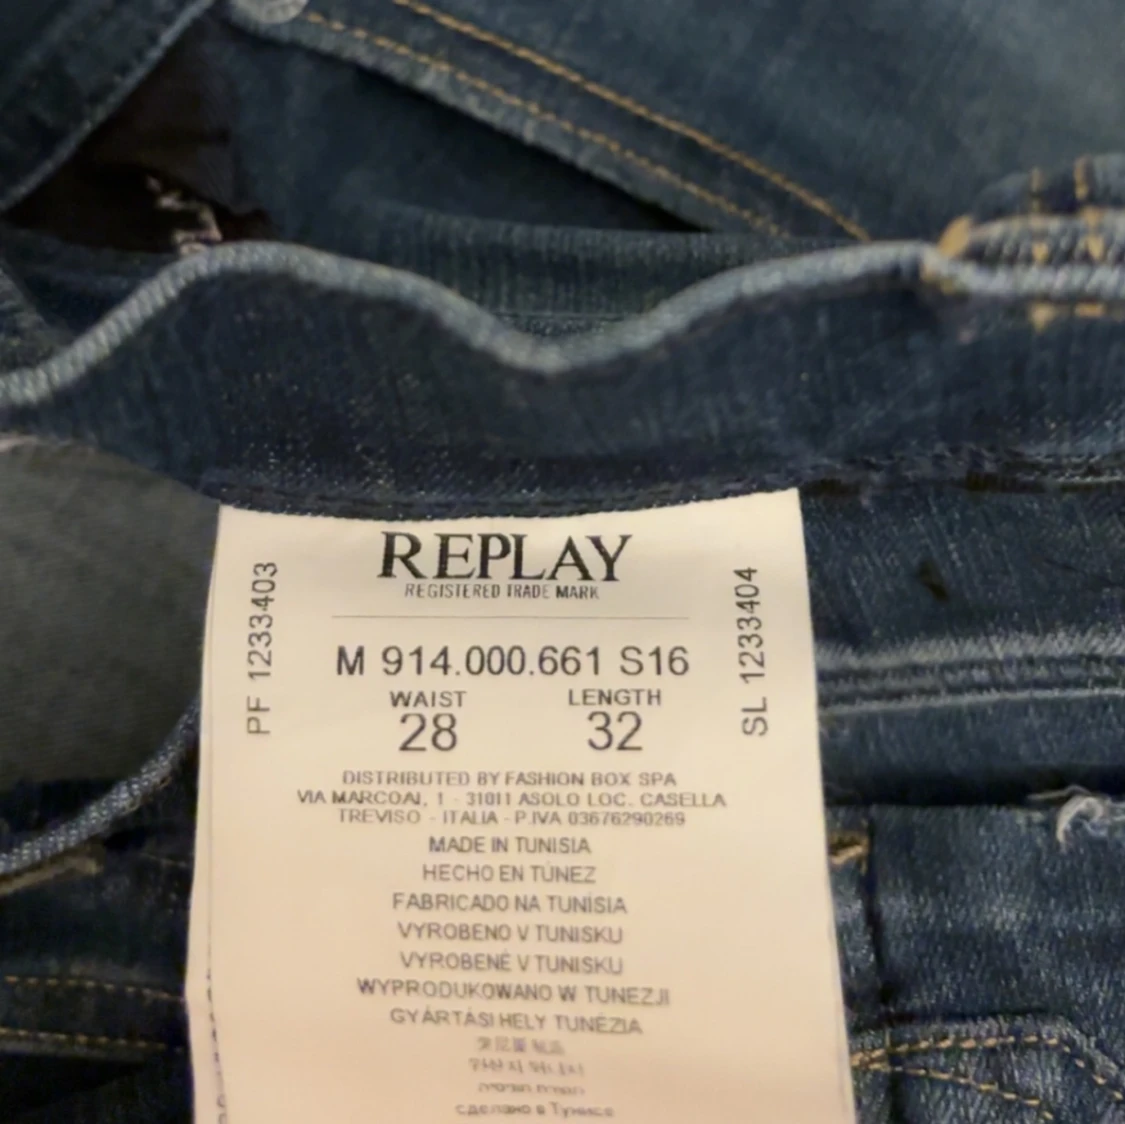 REPLAY
REGISTERED TRADE MARK
PF 1233403
SL 1233404
M 914.000.661 S16
WAIST LENGTH
28 32
DISTRIBUTED BY FASHION BOX SPA
VIA MARCOAI, 1 - 31011 ASOLO LOC. CASELLA
TREVISO - ITALIA - P.IVA 03676290269
MADE IN TUNISIA
HECHO EN TÚNEZ
FABRICADO NA TUNÍSIA
VYROBENO V TUNISKU
VYROBENÉ V TUNISKU
WYPRODUKOWANO W TUNEZJI
GYÁRTÁSI HELY TUNÉZIA
сделано в Тунисе